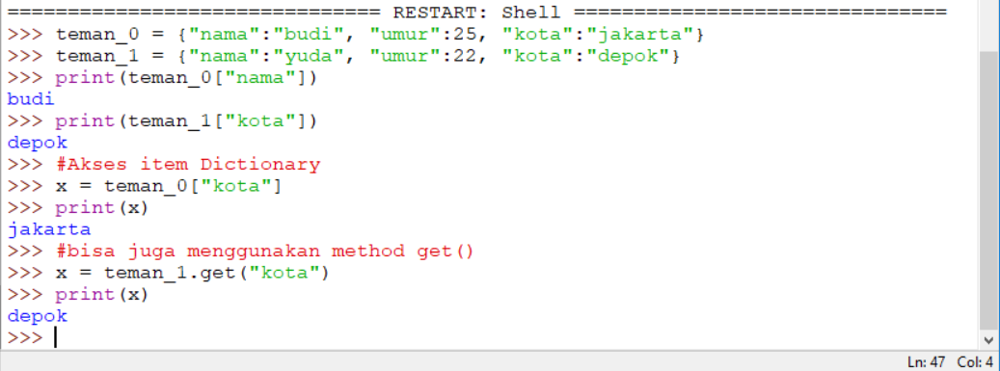 =============================== RESTART: Shell ===============================
>>> teman_0 = {"nama":"budi", "umur":25, "kota":"jakarta"}
>>> teman_1 = {"nama":"yuda", "umur":22, "kota":"depok"}
>>> print(teman_0["nama"])
budi
>>> print(teman_1["kota"])
depok
>>> #Akses item Dictionary
>>> x = teman_0["kota"]
>>> print(x)
jakarta
>>> #bisa juga menggunakan method get()
>>> x = teman_1.get("kota")
>>> print(x)
depok
>>>
Ln: 47 Col: 4